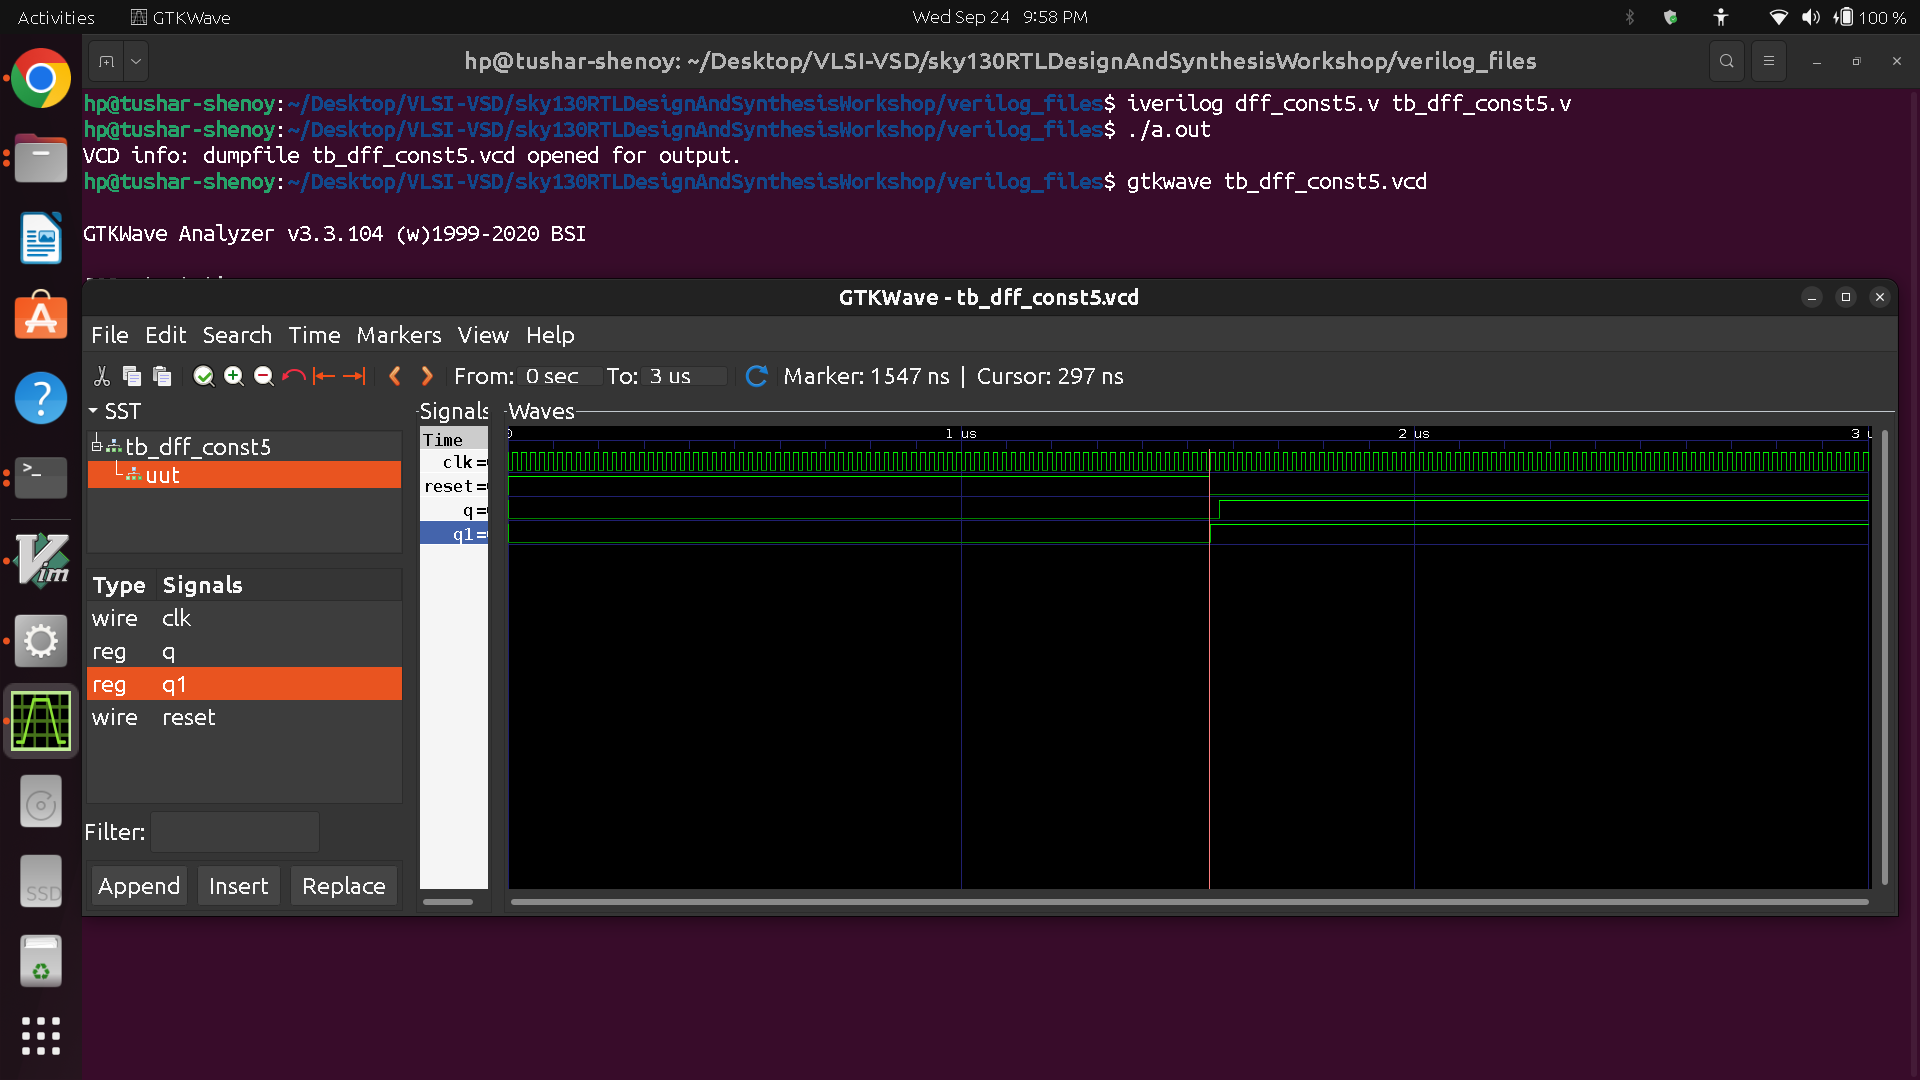 Activities GTKWave Wed Sep 24 9:58 PM 100 %
hp@tushar-shenoy: ~/Desktop/VLSI-VSD/sky130RTLDesignAndSynthesisWorkshop/verilog_files
hp@tushar-shenoy:~/Desktop/VLSI-VSD/sky130RTLDesignAndSynthesisWorkshop/verilog_files$ iverilog dff_const5.v tb_dff_const5.v
hp@tushar-shenoy:~/Desktop/VLSI-VSD/sky130RTLDesignAndSynthesisWorkshop/verilog_files$ ./a.out
VCD info: dumpfile tb_dff_const5.vcd opened for output.
hp@tushar-shenoy:~/Desktop/VLSI-VSD/sky130RTLDesignAndSynthesisWorkshop/verilog_files$ gtkwave tb_dff_const5.vcd
GTKWave Analyzer v3.3.104 (w)1999-2020 BSI
GTKWave - tb_dff_const5.vcd
File Edit Search Time Markers View Help
From: 0 sec To: 3 us Marker: 1547 ns | Cursor: 297 ns
SST
tb_dff_const5
uut
Type Signals
wire clk
reg q
reg q1
wire reset
Filter:
Append Insert Replace
Signals
Time
clk=
reset=
q=
q1=
Waves
0 1 us 2 us 3
>_
Vim
SSD
?